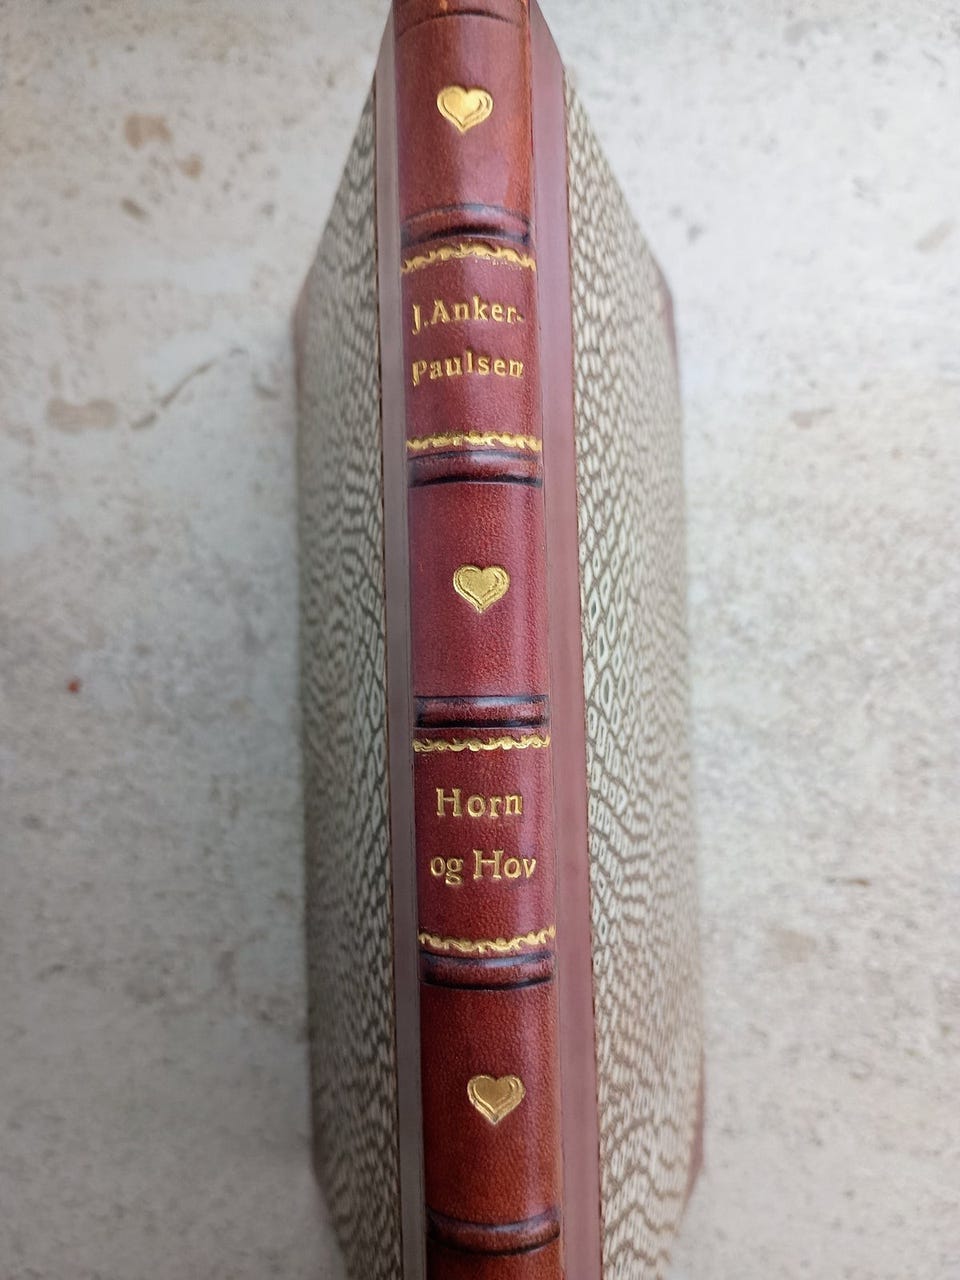 J. Anker-
Paulsen
Horn
og Hov